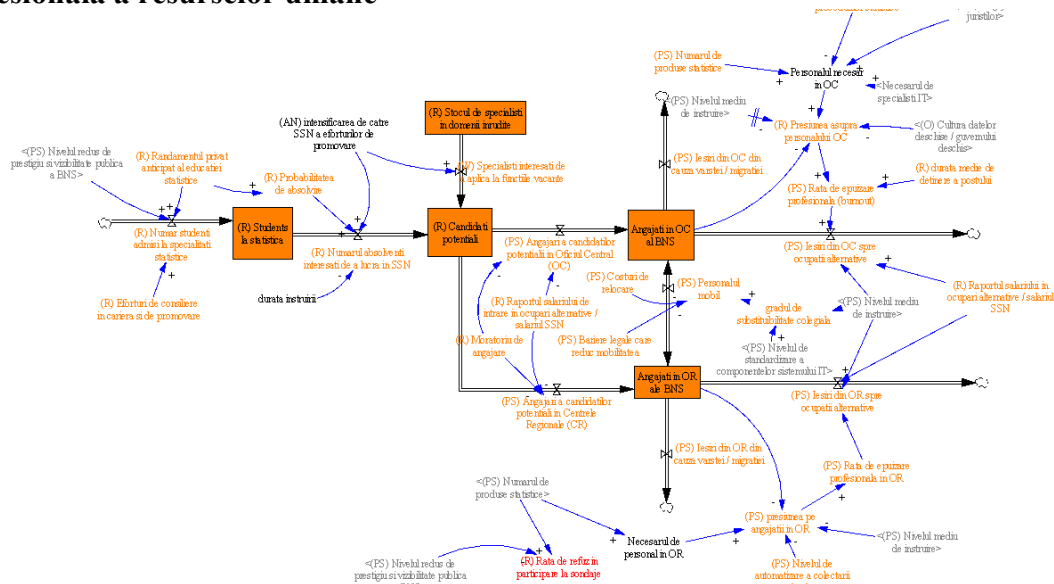 esională a resurselor umane
juristilor>
(PS) Numarul de
produse statistice
Personalul necesar
in OC
<Necesarul de
specialisti IT>
(R) Stocul de specialisti
in domenii inrudite
<(PS) Nivelul mediu
de instruire>
(R) Presiunea asupra
personalului OC
<(O) Cultura datelor
deschise / guvernului
deschis>
(AN) intensificarea de catre
SSN a eforturilor de
promovare
<(PS) Nivelul redus de
prestigiu si vizibilitate publica
a BNS>
(R) Randamentul privat
anticipat al educatiei
statistice
(R) Probabilitatea
de absolvire
Specialisti interesati de
a aplica la functiile vacante
(PS) Iesiri din OC din
cauza varstei / migratiei
(PS) Rata de epuizare
profesionala (burnout)
(R) durata medie de
detinere a postului
(R) Numar studenti
admisi la specialitati
statistice
(R) Students
la statistica
(R) Numarul absolventi
interesati de a lucra in SSN
(R) Candidati
potentiali
(PS) Angajari a candidatilor
potentiali in Oficiul Central
(OC)
Angajati in OC
al BNS
(PS) Iesiri din OC spre
ocupatii alternative
(PS) Costuri de
relocare
(PS) Personalul
mobil
(R) Eforturi de consiliere
in cariera si de promovare
durata instruirii
(R) Raportul salariului de
intrare in ocupari alternative /
salariul SSN
gradul de
substituibilitate colegiala
<(PS) Nivelul mediu
de instruire>
(R) Raportul salariului in
ocupari alternative / salariul
SSN
(R) Moratoriu de
angajare
(PS) Bariere legale care
reduc mobilitatea
<(PS) Nivelul de
standardizare a
componentelor sistemului IT>
Angajati in OR
ale BNS
(PS) Angajari a candidatilor
potentiali in Centrele
Regionale (CR)
(PS) Iesiri din OR spre
ocupatii alternative
(PS) Iesiri din OR din
cauza varstei / migratiei
(PS) Rata de epuizare
profesionala in OR
<(PS) Numarul de
produse statistice>
(PS) presiunea pe
angajatii in OR
Necesarul de
personal in OR
<(PS) Nivelul mediu
de instruire>
<(PS) Nivelul redus de
prestigiu si vizibilitate publica
(R) Rata de refuz in
participare la sondaje
(PS) Nivelul de
automatizare a colectarii